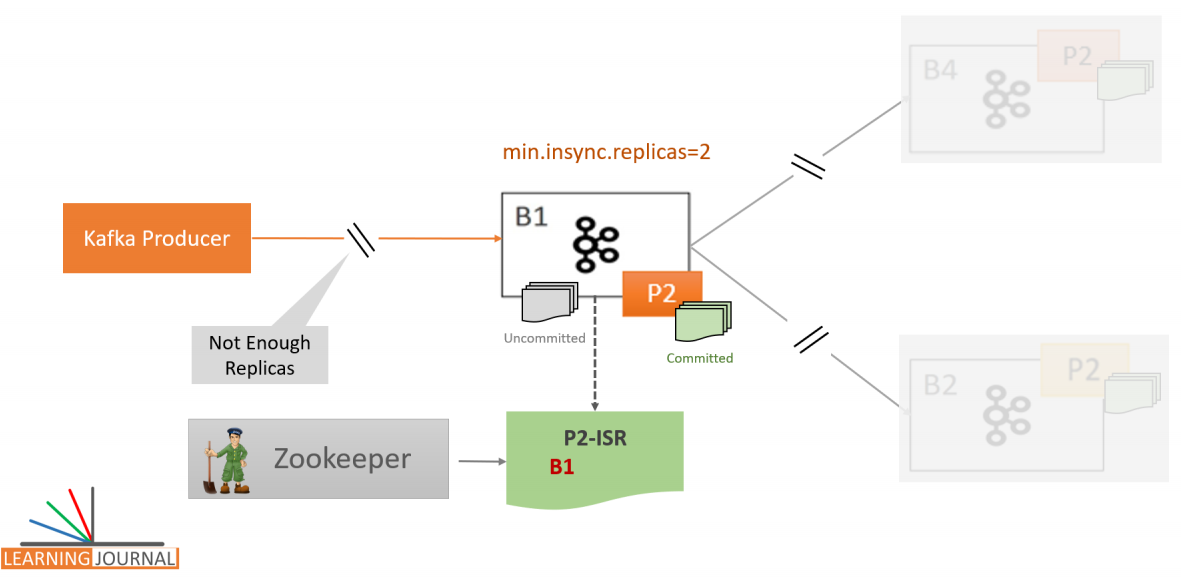 B4
P2
min.insync.replicas=2
Kafka Producer
B1
P2
Uncommitted
Committed
Not Enough
Replicas
B2
P2
Zookeeper
P2-ISR
B1
LEARNING JOURNAL